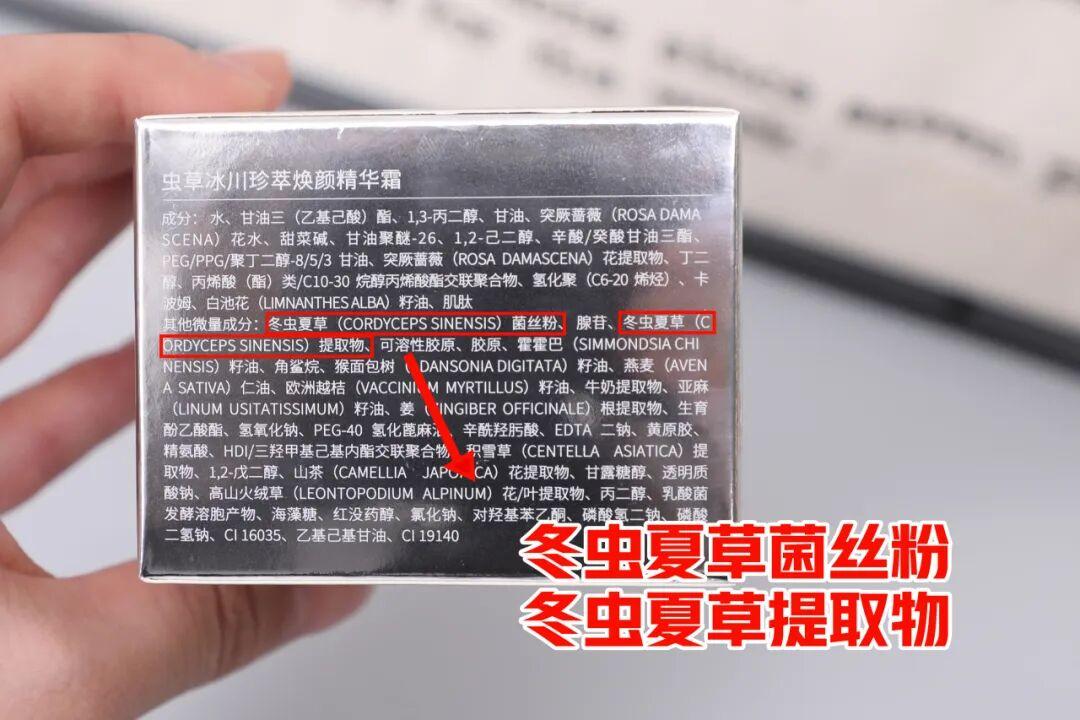 虫草冰川珍萃焕颜精华霜
成分：水、甘油三（乙基己酸）酯、1,3-丙二醇、甘油、突厥蔷薇（ROSA DAMA
SCENA）花水、甜菜碱、甘油聚醚-26、1,2-己二醇、辛酸/癸酸甘油三酯、
PEG/PPG/聚丁二醇-8/5/3 甘油、突厥蔷薇（ROSA DAMASCENA）花提取物、丁二
醇、丙烯酸（酯）类/C10-30 烷醇丙烯酸酯交联聚合物、氢化聚（C6-20 烯烃）、卡
波姆、白池花（LIMNANTHES ALBA）籽油、肌肽
其他微量成分：冬虫夏草（CORDYCEPS SINENSIS）菌丝粉、腺苷、冬虫夏草（C
ORDYCEPS SINENSIS）提取物、可溶性胶原、胶原、霍霍巴（SIMMONDSIA CHI
NENSIS）籽油、角鲨烷、猴面包树（DANSONIA DIGITATA）籽油、燕麦（AVEN
A SATIVA）仁油、欧洲越桔（VACCINIUM MYRTILLUS）籽油、牛奶提取物、亚麻
（LINUM USITATISSIMUM）籽油、姜（ZINGIBER OFFICINALE）根提取物、生育
酚乙酸酯、氢氧化钠、PEG-40 氢化蓖麻油、辛酰羟肟酸、EDTA 二钠、黄原胶、
精氨酸、HDI/三羟甲基己基内酯交联聚合物、积雪草（CENTELLA ASIATICA）提
取物、1,2-戊二醇、山茶（CAMELLIA JAPONICA）花提取物、甘露糖醇、透明质
酸钠、高山火绒草（LEONTOPODIUM ALPINUM）花/叶提取物、丙二醇、乳酸菌
发酵溶胞产物、海藻糖、红没药醇、氯化钠、对羟基苯乙酮、磷酸氢二钠、磷酸
二氢钠、CI 16035、乙基己基甘油、CI 19140
冬虫夏草菌丝粉
冬虫夏草提取物